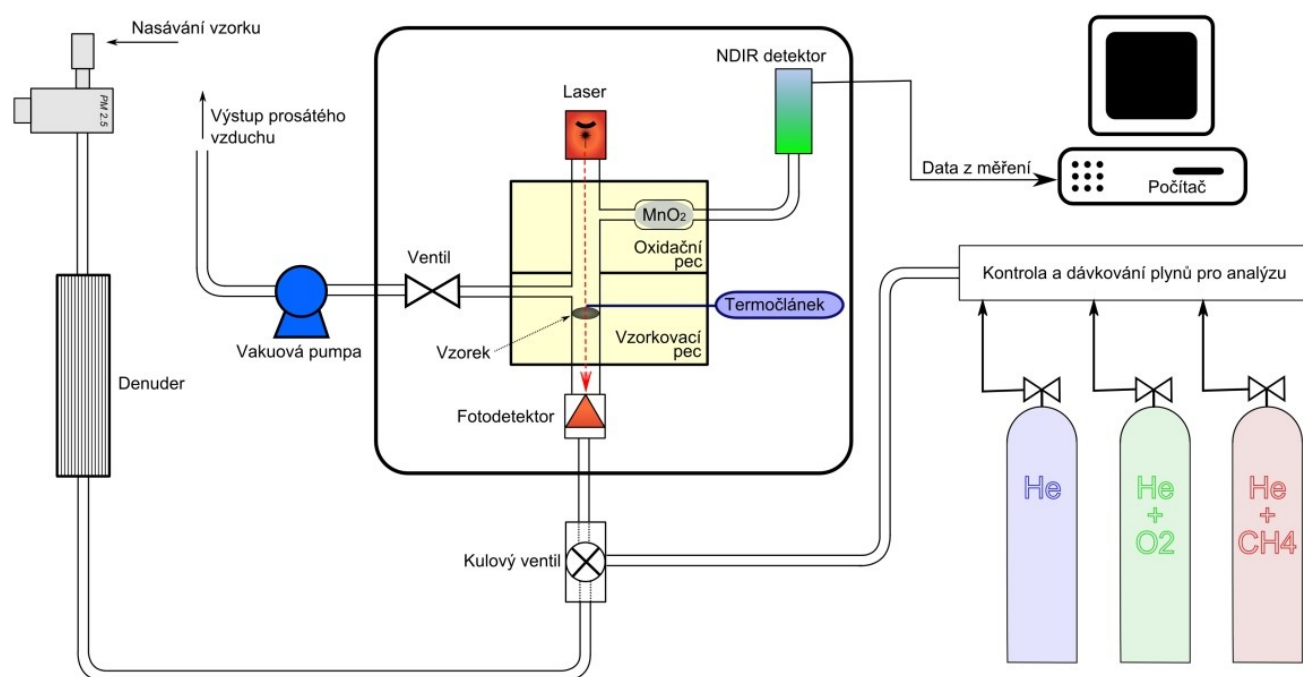 Nasávání vzorku
PM 2.5
Výstup prosátého
vzduchu
Laser
NDIR detektor
Data z měření
Počítač
MnO₂
Oxidační
pec
Ventil
Kontrola a dávkování plynů pro analýzu
Termočlánek
Vakuová pumpa
Vzorek
Vzorkovací
pec
Denuder
Fotodetektor
Kulový ventil
He
He
+
O2
He
+
CH4